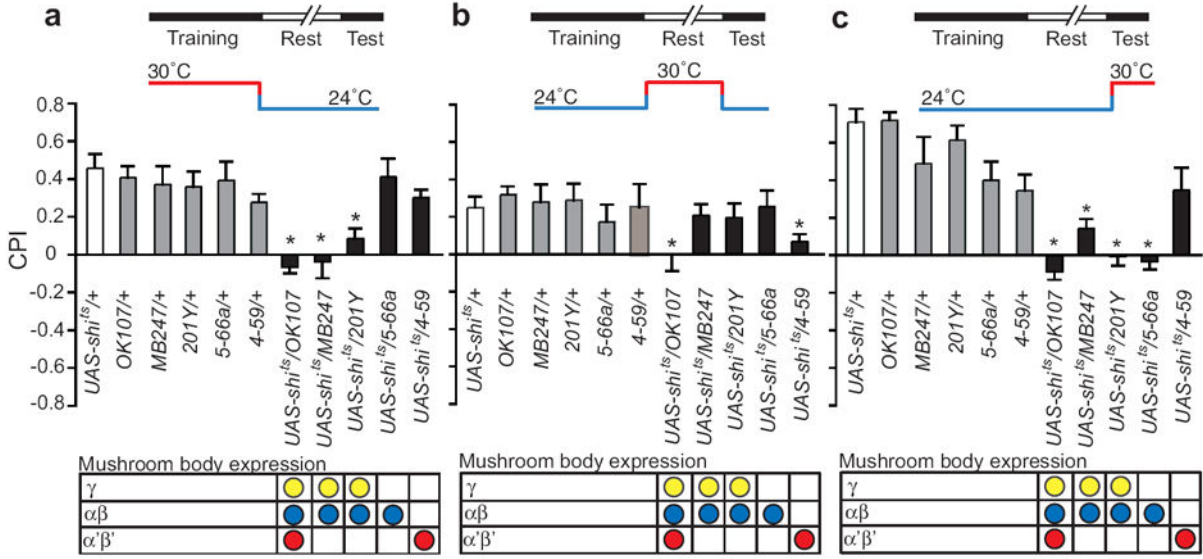 a
Training Rest Test
30°C
24°C
0.8
0.4
0
-0.2
-0.4
-0.6
-0.8
CPI
UAS-shi^ts/+
OK107/+
MB247/+
201Y/+
5-66a/+
4-59/+
UAS-shi^ts/OK107
UAS-shi^ts/MB247
UAS-shi^ts/201Y
UAS-shi^ts/5-66a
UAS-shi^ts/4-59
* * *
Mushroom body expression
γ
αβ
α'β'
b
Training Rest Test
30°C
24°C
UAS-shi^ts/+
OK107/+
MB247/+
201Y/+
5-66a/+
4-59/+
UAS-shi^ts/OK107
UAS-shi^ts/MB247
UAS-shi^ts/201Y
UAS-shi^ts/5-66a
UAS-shi^ts/4-59
* *
Mushroom body expression
γ
αβ
α'β'
c
Training Rest Test
30°C
24°C
UAS-shi^ts/+
OK107/+
MB247/+
201Y/+
5-66a/+
4-59/+
UAS-shi^ts/OK107
UAS-shi^ts/MB247
UAS-shi^ts/201Y
UAS-shi^ts/5-66a
UAS-shi^ts/4-59
* * * *
Mushroom body expression
γ
αβ
α'β'